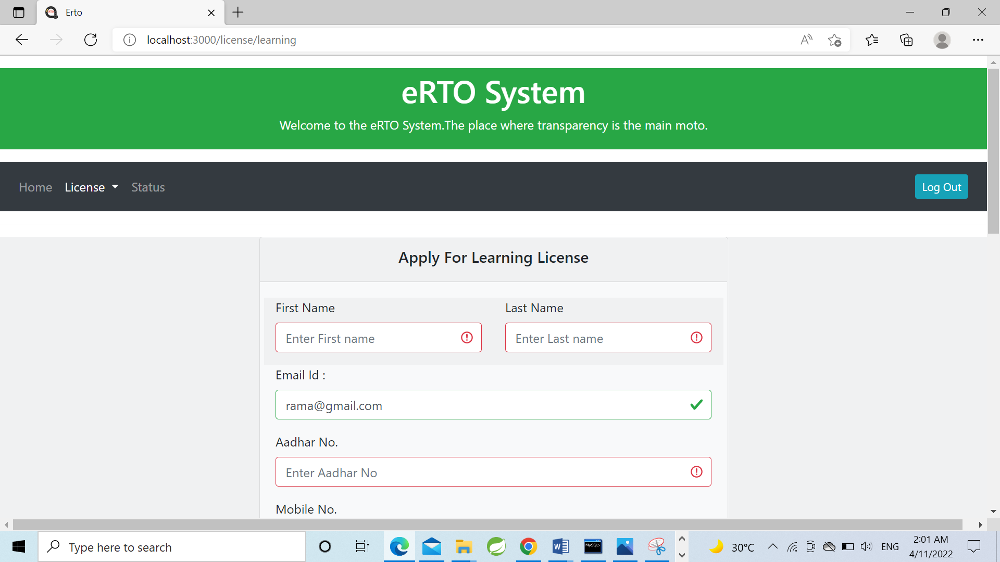 Erto
localhost:3000/license/learning
eRTO System
Welcome to the eRTO System.The place where transparency is the main moto.
Home License Status Log Out
Apply For Learning License
First Name Last Name
Enter First name Enter Last name
Email Id :
rama@gmail.com
Aadhar No.
Enter Aadhar No
Mobile No.
Type here to search
MySQL
30°C
ENG
2:01 AM
4/11/2022